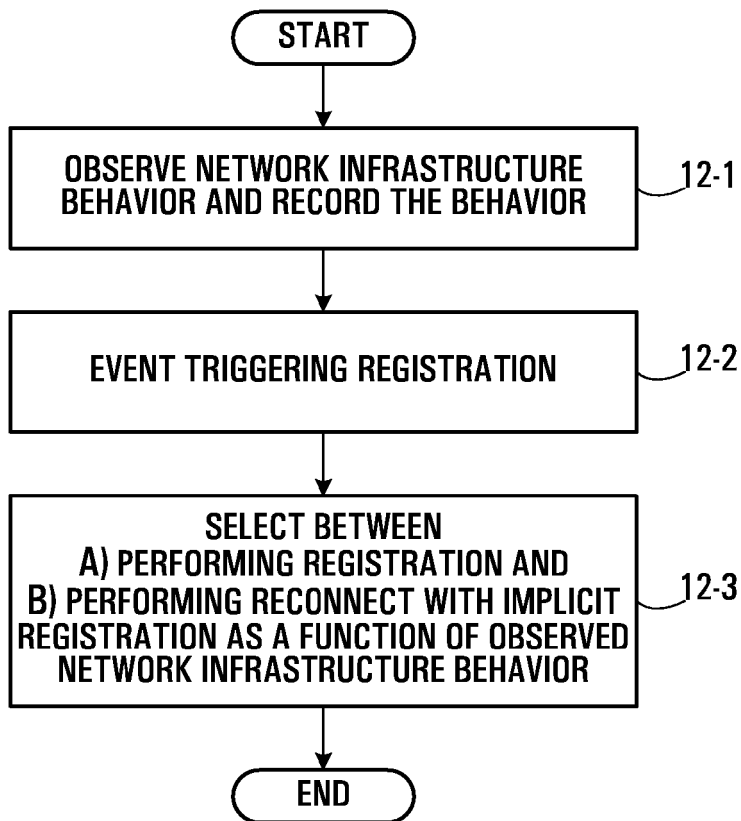 START
OBSERVE NETWORK INFRASTRUCTURE
BEHAVIOR AND RECORD THE BEHAVIOR
12-1
EVENT TRIGGERING REGISTRATION
12-2
SELECT BETWEEN
A) PERFORMING REGISTRATION AND
B) PERFORMING RECONNECT WITH IMPLICIT
REGISTRATION AS A FUNCTION OF OBSERVED
NETWORK INFRASTRUCTURE BEHAVIOR
12-3
END